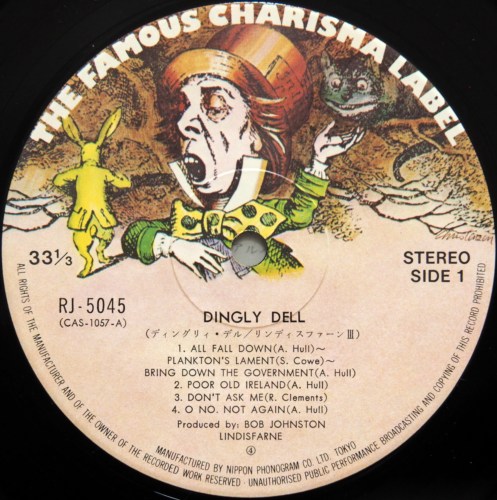 THE FAMOUS CHARISMA LABEL
33 1/3
STEREO
SIDE 1
RJ-5045
(CAS-1057-A)
DINGLY DELL
(ディングリィ・デル/リンディスファーンIII)
1. ALL FALL DOWN(A. Hull)~
PLANKTON'S LAMENT(S. Cowe)~
BRING DOWN THE GOVERNMENT(A. Hull)
2. POOR OLD IRELAND(A. Hull)
3. DON'T ASK ME(R. Clements)
4. O NO. NOT AGAIN(A. Hull)
Produced by: BOB JOHNSTON
LINDISFARNE
④
ALL RIGHTS OF THE MANUFACTURER AND OF THE OWNER OF THE RECORDED WORK RESERVED · UNAUTHORISED PUBLIC PERFORMANCE BROADCASTING AND COPYING OF THIS RECORD PROHIBITED
MANUFACTURED BY NIPPON PHONOGRAM CO. LTD. TOKYO